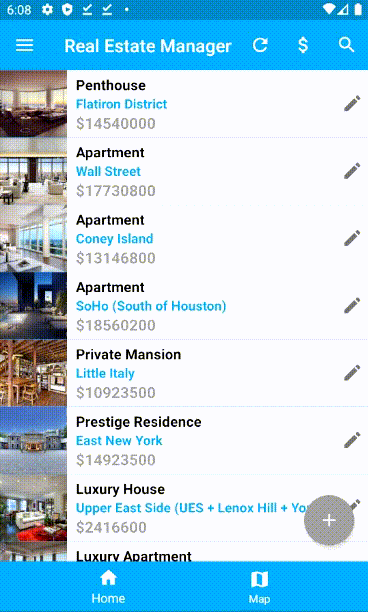 6:08
Real Estate Manager $
Penthouse
Flatiron District
$14540000
Apartment
Wall Street
$17730800
Apartment
Coney Island
$13146800
Apartment
SoHo (South of Houston)
$18560200
Private Mansion
Little Italy
$10923500
Prestige Residence
East New York
$14923500
Luxury House
Upper East Side (UES + Lenox Hill + Yo
$2416600
+
Luxury Apartment
Home
Map